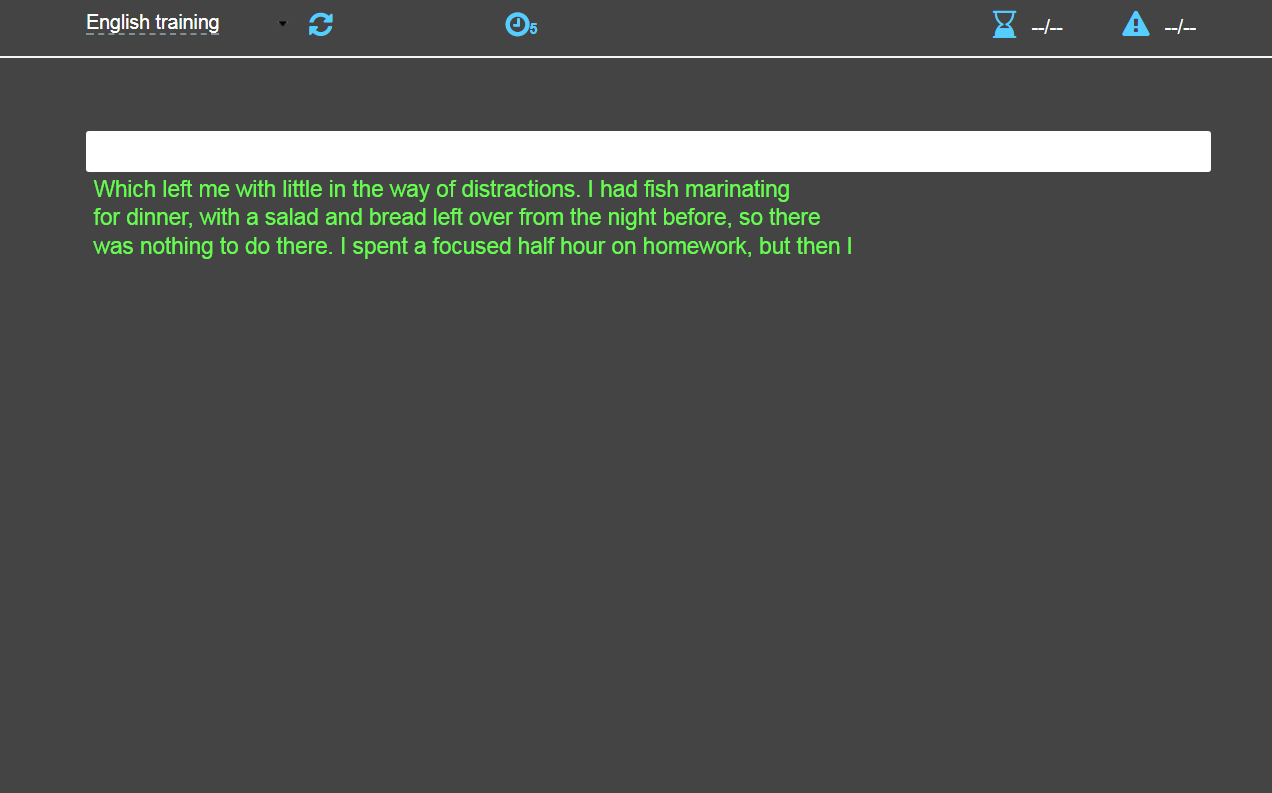 English training
5
--/--
--/--
Which left me with little in the way of distractions. I had fish marinating
for dinner, with a salad and bread left over from the night before, so there
was nothing to do there. I spent a focused half hour on homework, but then I